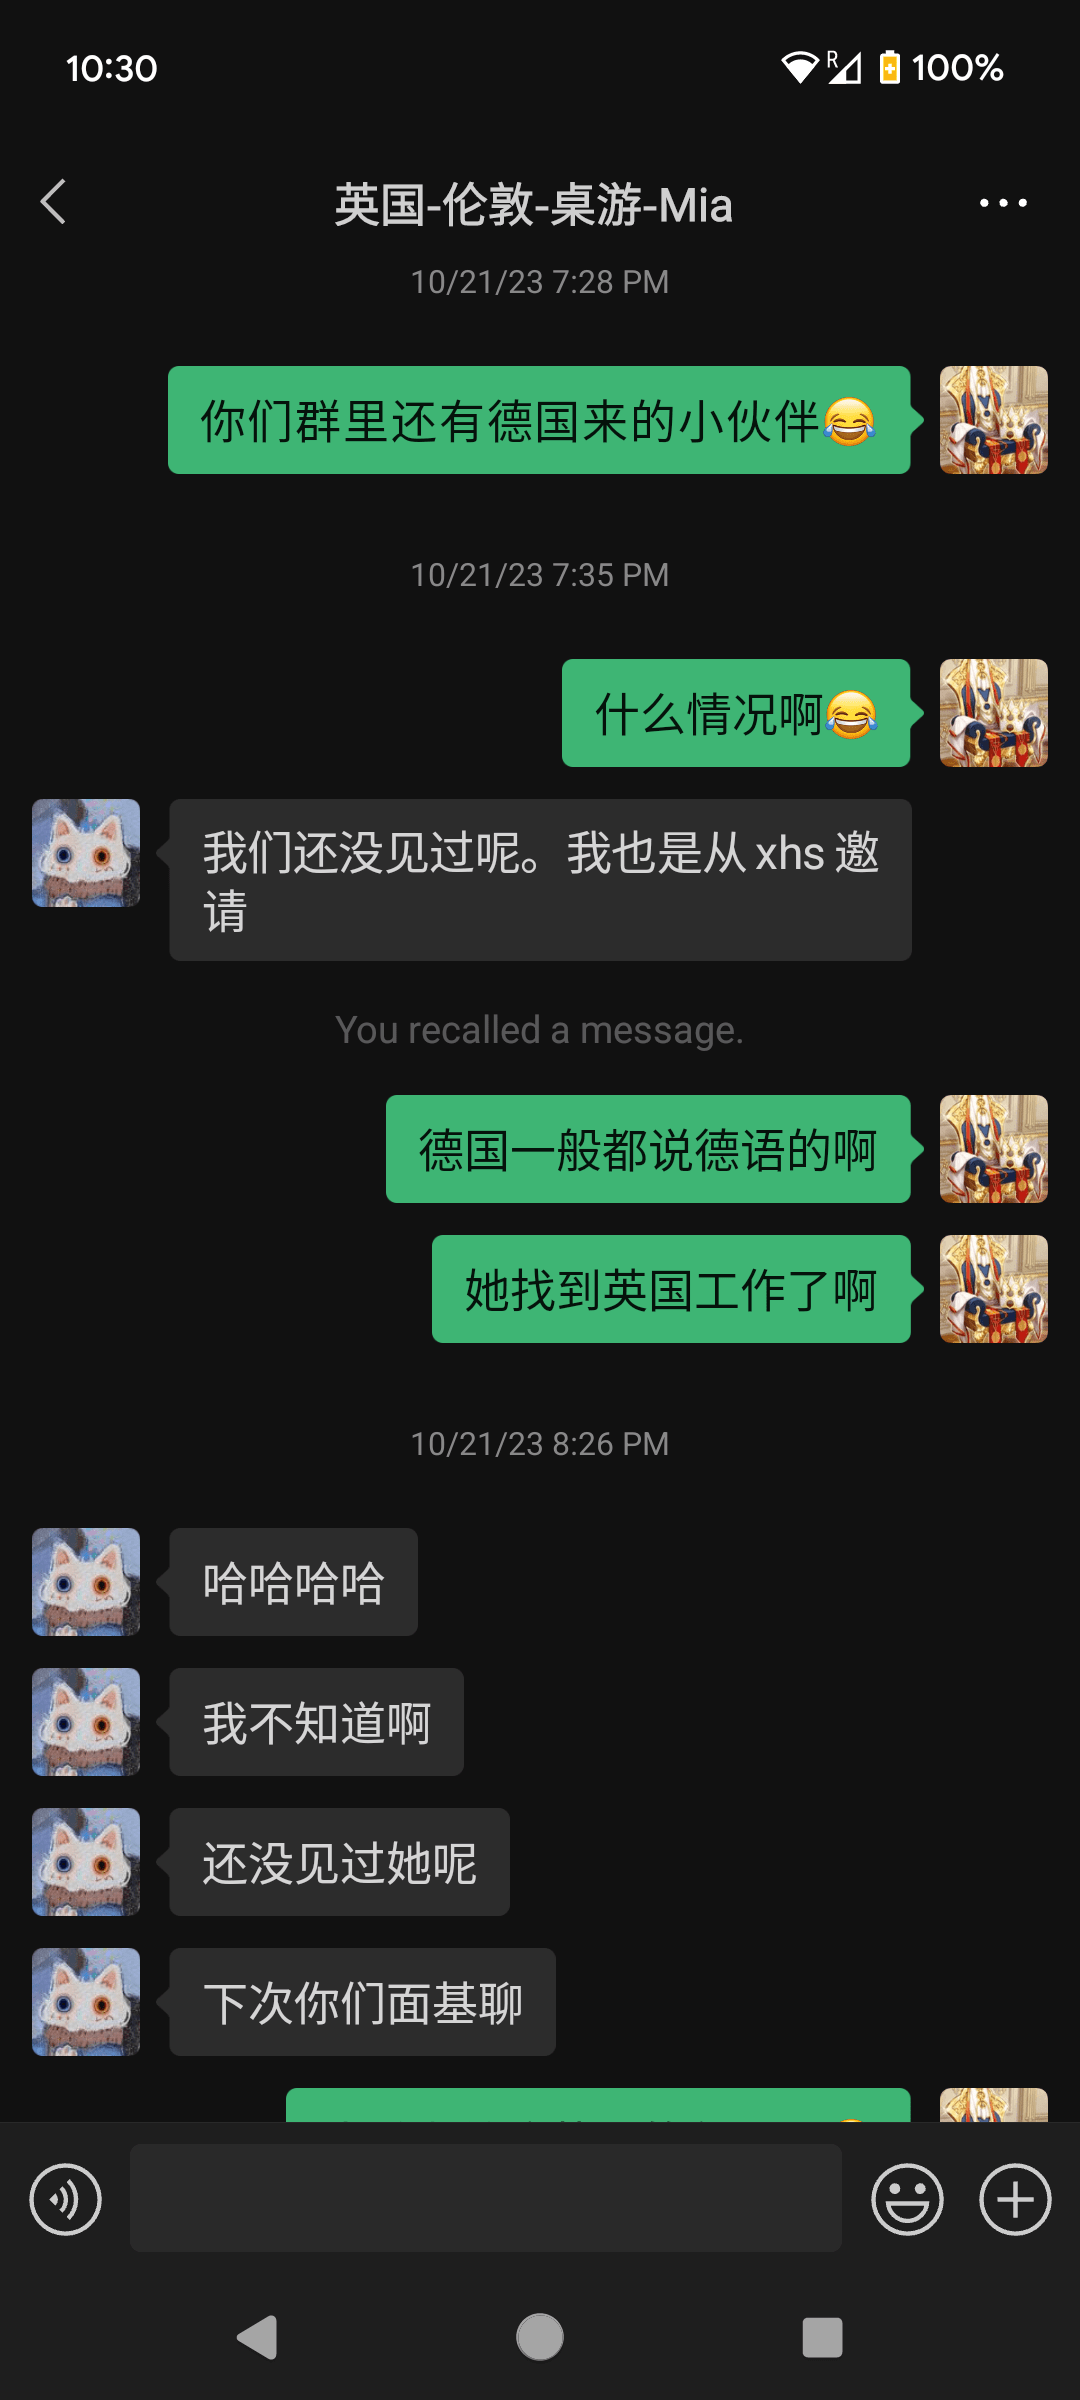 10:30
R
100%
英国-伦敦-桌游-Mia
10/21/23 7:28 PM
你们群里还有德国来的小伙伴😂
10/21/23 7:35 PM
什么情况啊😂
我们还没见过呢。我也是从 xhs 邀
请
You recalled a message.
德国一般都说德语的啊
她找到英国工作了啊
10/21/23 8:26 PM
哈哈哈哈
我不知道啊
还没见过她呢
下次你们面基聊